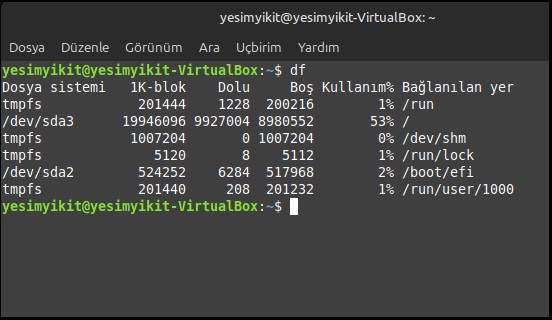 yesimyikit@yesimyikit-VirtualBox: ~
Dosya Düzenle Görünüm Ara Uçbirim Yardım
yesimyikit@yesimyikit-VirtualBox:~$ df
Dosya sistemi 1K-blok Dolu Boş Kullanım% Bağlanılan yer
tmpfs 201444 1228 200216 1% /run
/dev/sda3 19946096 9927004 8980552 53% /
tmpfs 1007204 0 1007204 0% /dev/shm
tmpfs 5120 8 5112 1% /run/lock
/dev/sda2 524252 6284 517968 2% /boot/efi
tmpfs 201440 208 201232 1% /run/user/1000
yesimyikit@yesimyikit-VirtualBox:~$